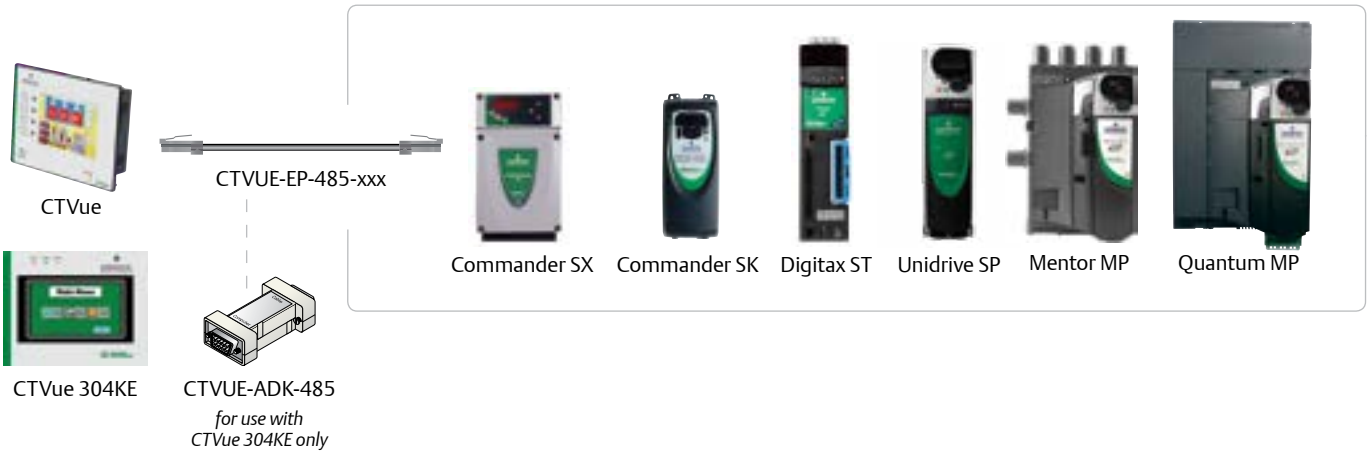 CTVUE-EP-485-xxx
CTVue
Commander SX
Commander SK
Digitax ST
Unidrive SP
Mentor MP
Quantum MP
CTVue 304KE
CTVUE-ADK-485
for use with
CTVue 304KE only